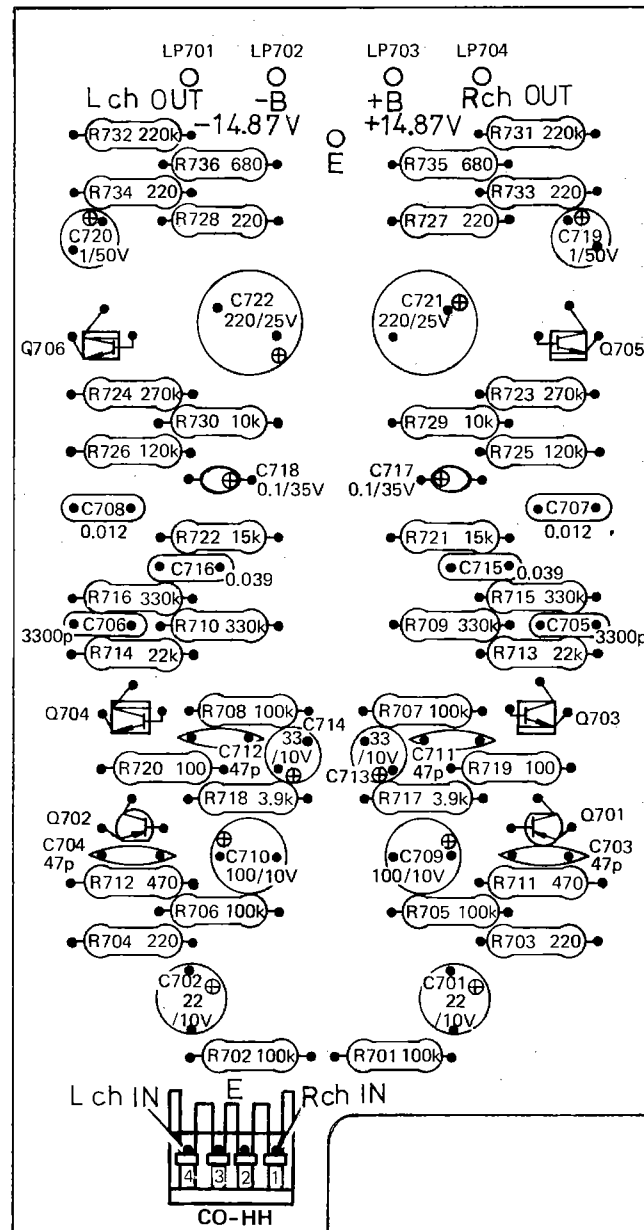 LP701 LP702 LP703 LP704
L ch OUT -B +B Rch OUT
-14.87V E +14.87V
R732 220k R731 220k
R736 680 R735 680
R734 220 R733 220
R728 220 R727 220
C720 1/50V C719 1/50V
C722 220/25V C721 220/25V
Q706 Q705
R724 270k R723 270k
R730 10k R729 10k
R726 120k R725 120k
C718 0.1/35V C717 0.1/35V
C708 0.012 C707 0.012
R722 15k R721 15k
C716 0.039 C715 0.039
R716 330k R715 330k
C706 3300p R710 330k R709 330k C705 3300p
R714 22k R713 22k
Q704 Q703
R708 100k R707 100k
C712 47p C714 33/10V C713 33/10V C711 47p
R720 100 R719 100
R718 3.9k R717 3.9k
Q702 Q701
C704 47p C703 47p
C710 100/10V C709 100/10V
R712 470 R711 470
R706 100k R705 100k
R704 220 R703 220
C702 22/10V C701 22/10V
R702 100k R701 100k
L ch IN E Rch IN
4 3 2 1
CO-HH